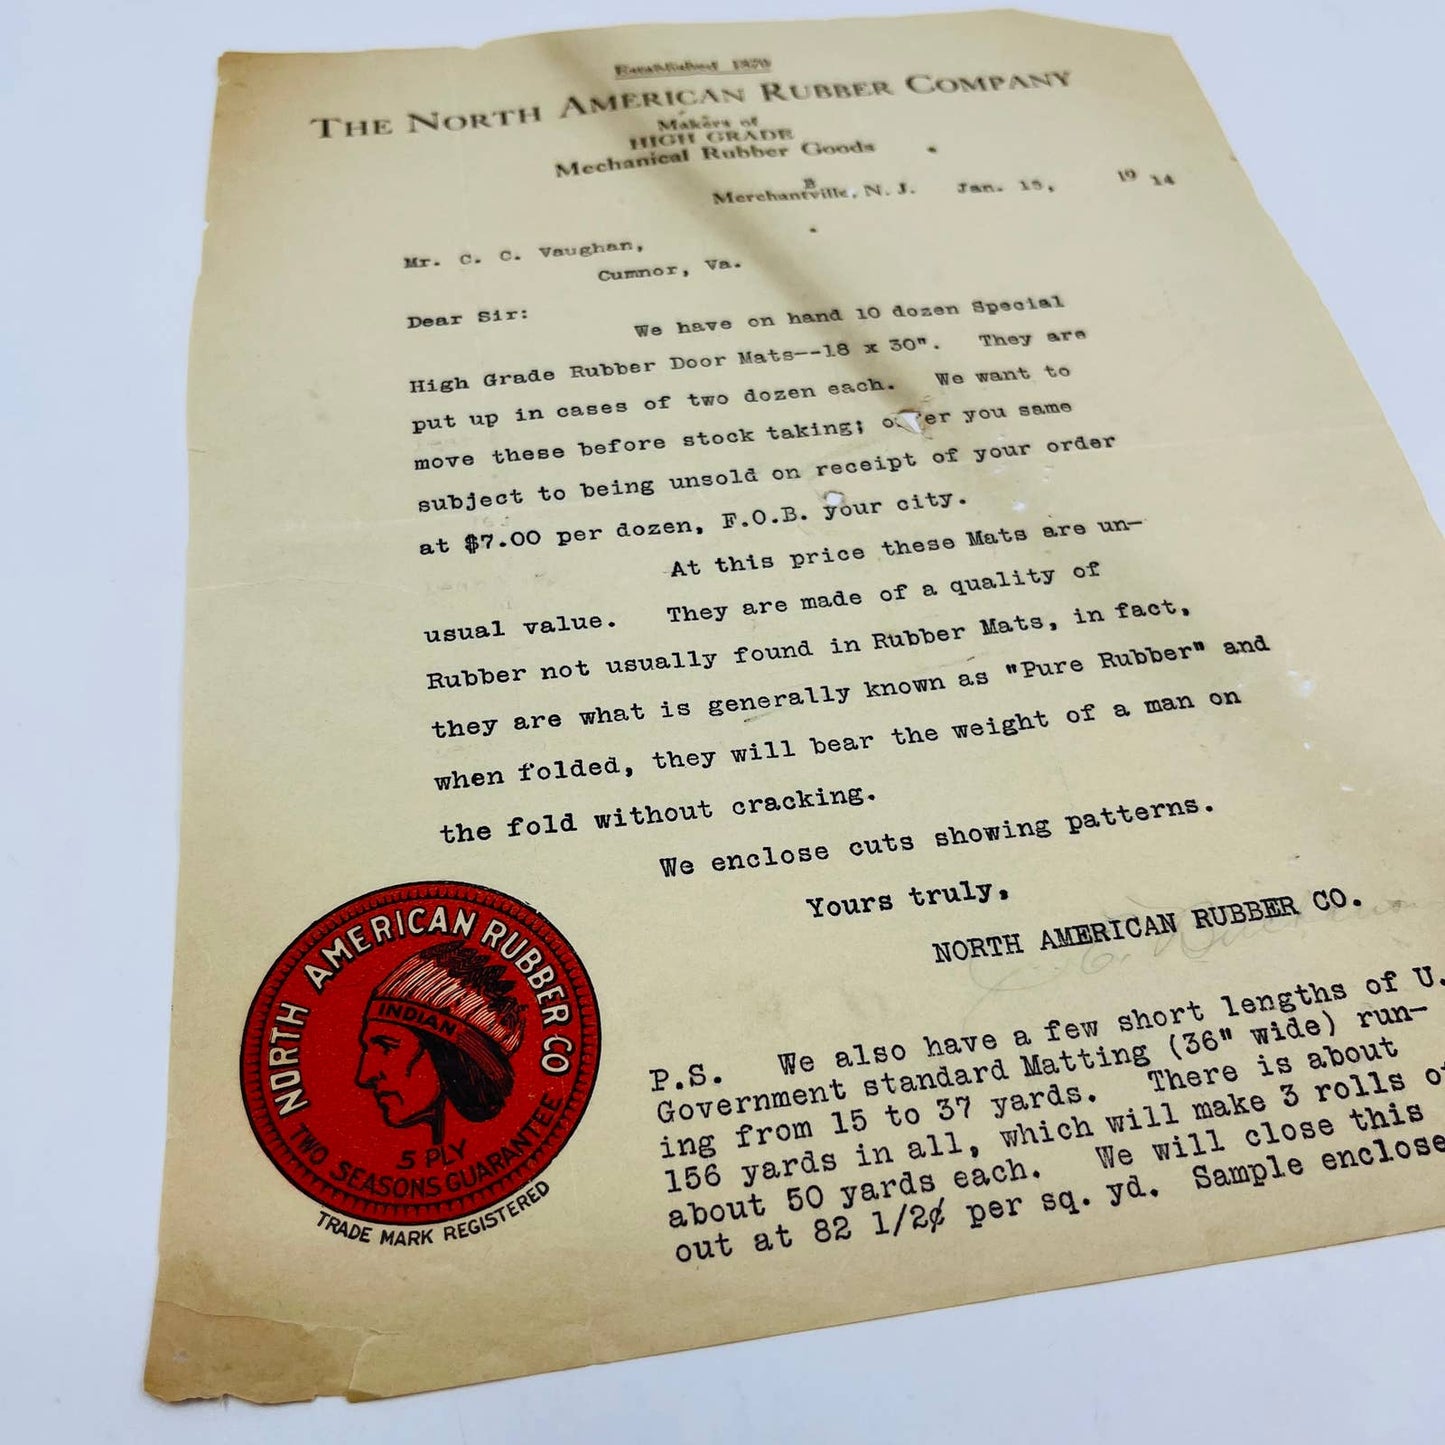 Established 1870
THE NORTH AMERICAN RUBBER COMPANY
Makers of
HIGH GRADE
Mechanical Rubber Goods
B
Merchantville, N. J. Jan. 15, 19 14
Mr. C. C. Vaughan,
Cumnor, Va.
Dear Sir:
We have on hand 10 dozen Special
High Grade Rubber Door Mats--18 x 30". They are
put up in cases of two dozen each. We want to
move these before stock taking; offer you same
subject to being unsold on receipt of your order
at $7.00 per dozen, F.O.B. your city.
At this price these Mats are un-
usual value. They are made of a quality of
Rubber not usually found in Rubber Mats, in fact,
they are what is generally known as "Pure Rubber" and
when folded, they will bear the weight of a man on
the fold without cracking.
We enclose cuts showing patterns.
Yours truly,
NORTH AMERICAN RUBBER CO.
P.S. We also have a few short lengths of U.
Government standard Matting (36" wide) run-
ing from 15 to 37 yards. There is about
156 yards in all, which will make 3 rolls of
about 50 yards each. We will close this
out at 82 1/2¢ per sq. yd. Sample enclose
NORTH AMERICAN RUBBER CO
INDIAN
5 PLY
TWO SEASONS GUARANTEE
TRADE MARK REGISTERED